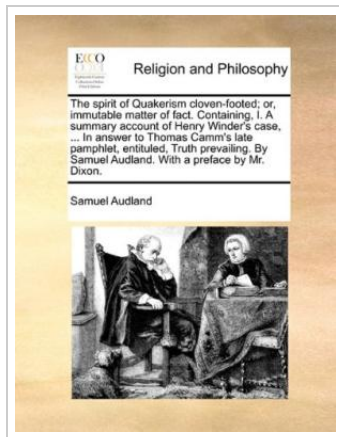 ECCO
Religion and Philosophy
The spirit of Quakerism cloven-footed; or,
immutable matter of fact. Containing, I. A
summary account of Henry Winder's case,
... In answer to Thomas Camm's late
pamphlet, entituled, Truth prevailing. By
Samuel Audland. With a preface by Mr.
Dixon.
Samuel Audland